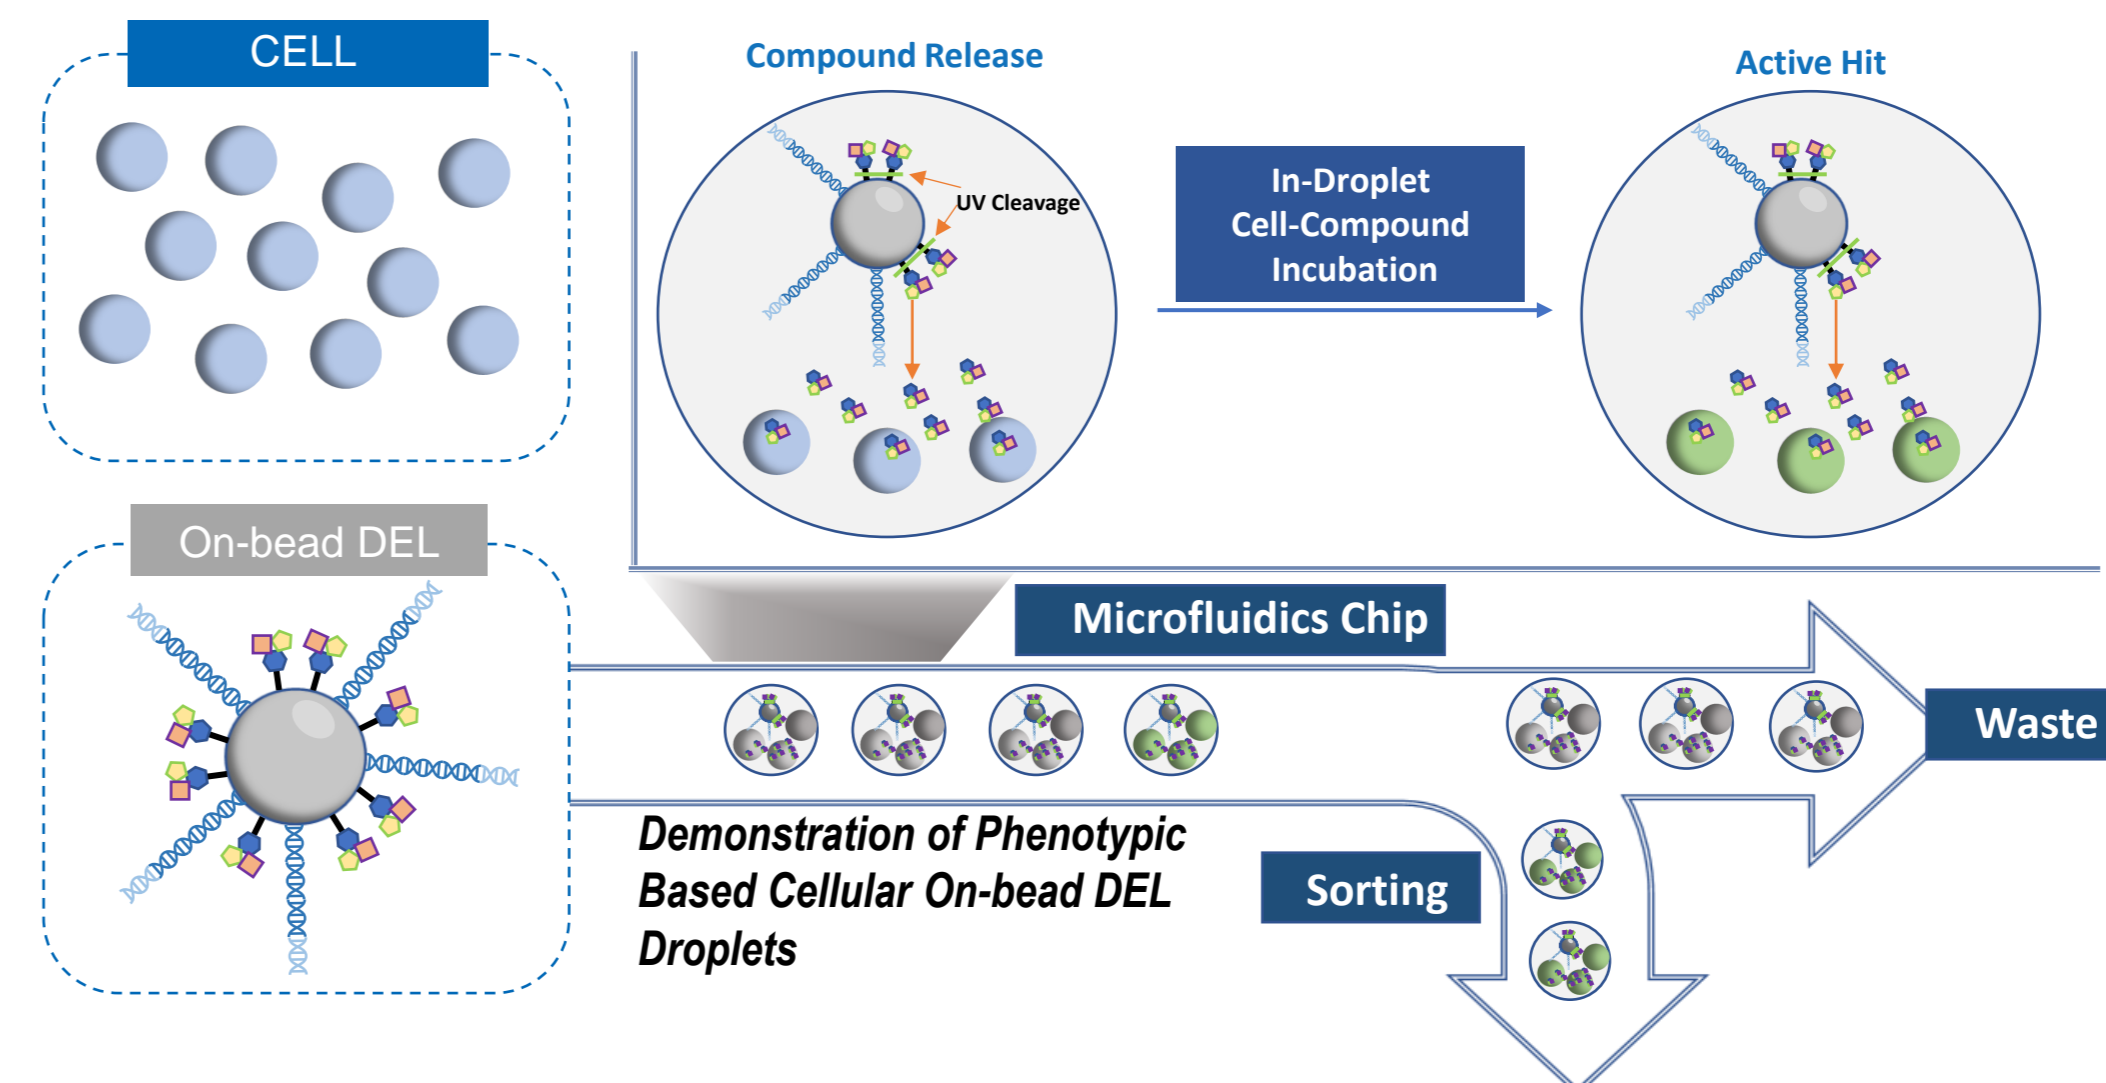 CELL
On-bead DEL
Compound Release
UV Cleavage
In-Droplet
Cell-Compound
Incubation
Active Hit
Microfluidics Chip
Waste
Demonstration of Phenotypic
Based Cellular On-bead DEL
Droplets
Sorting